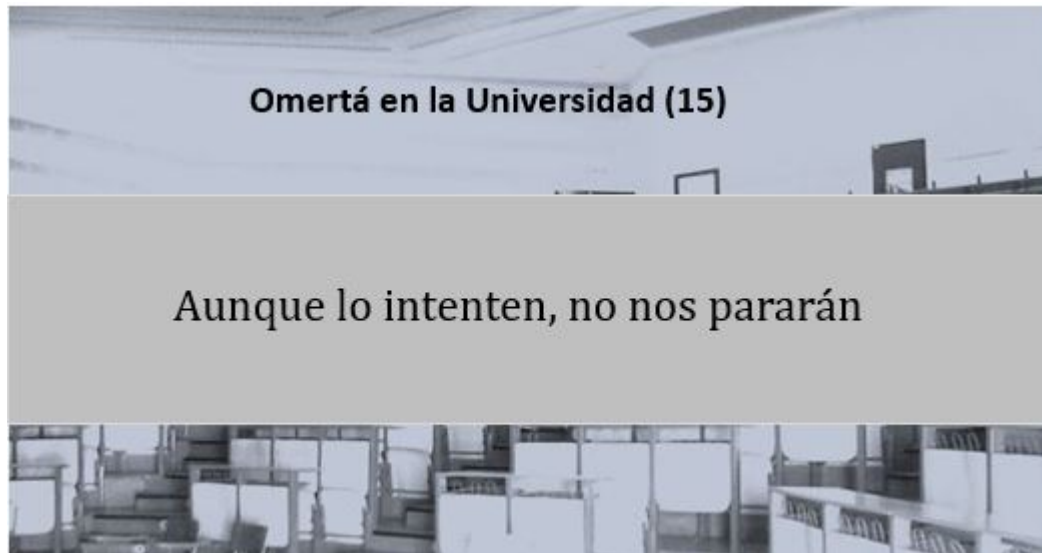 Omertá en la Universidad (15)
Aunque lo intenten, no nos pararán